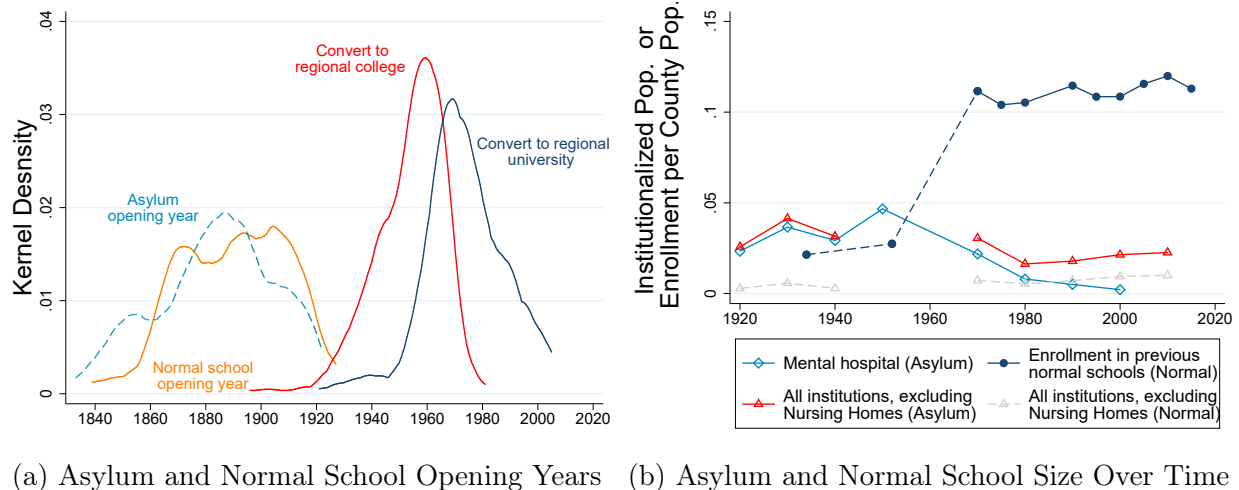 Kernel Desnsity
.04
.03
.02
.01
0
1840
1860
1880
1900
1920
1940
1960
1980
2000
2020
Convert to
regional college
Convert to regional
university
Asylum
opening year
Normal school
opening year
(a) Asylum and Normal School Opening Years
Institutionalized Pop. or
Enrollment per County Pop.
.15
.1
.05
0
1920
1940
1960
1980
2000
2020
Mental hospital (Asylum)
Enrollment in previous
normal schools (Normal)
All institutions, excluding
Nursing Homes (Asylum)
All institutions, excluding
Nursing Homes (Normal)
(b) Asylum and Normal School Size Over Time